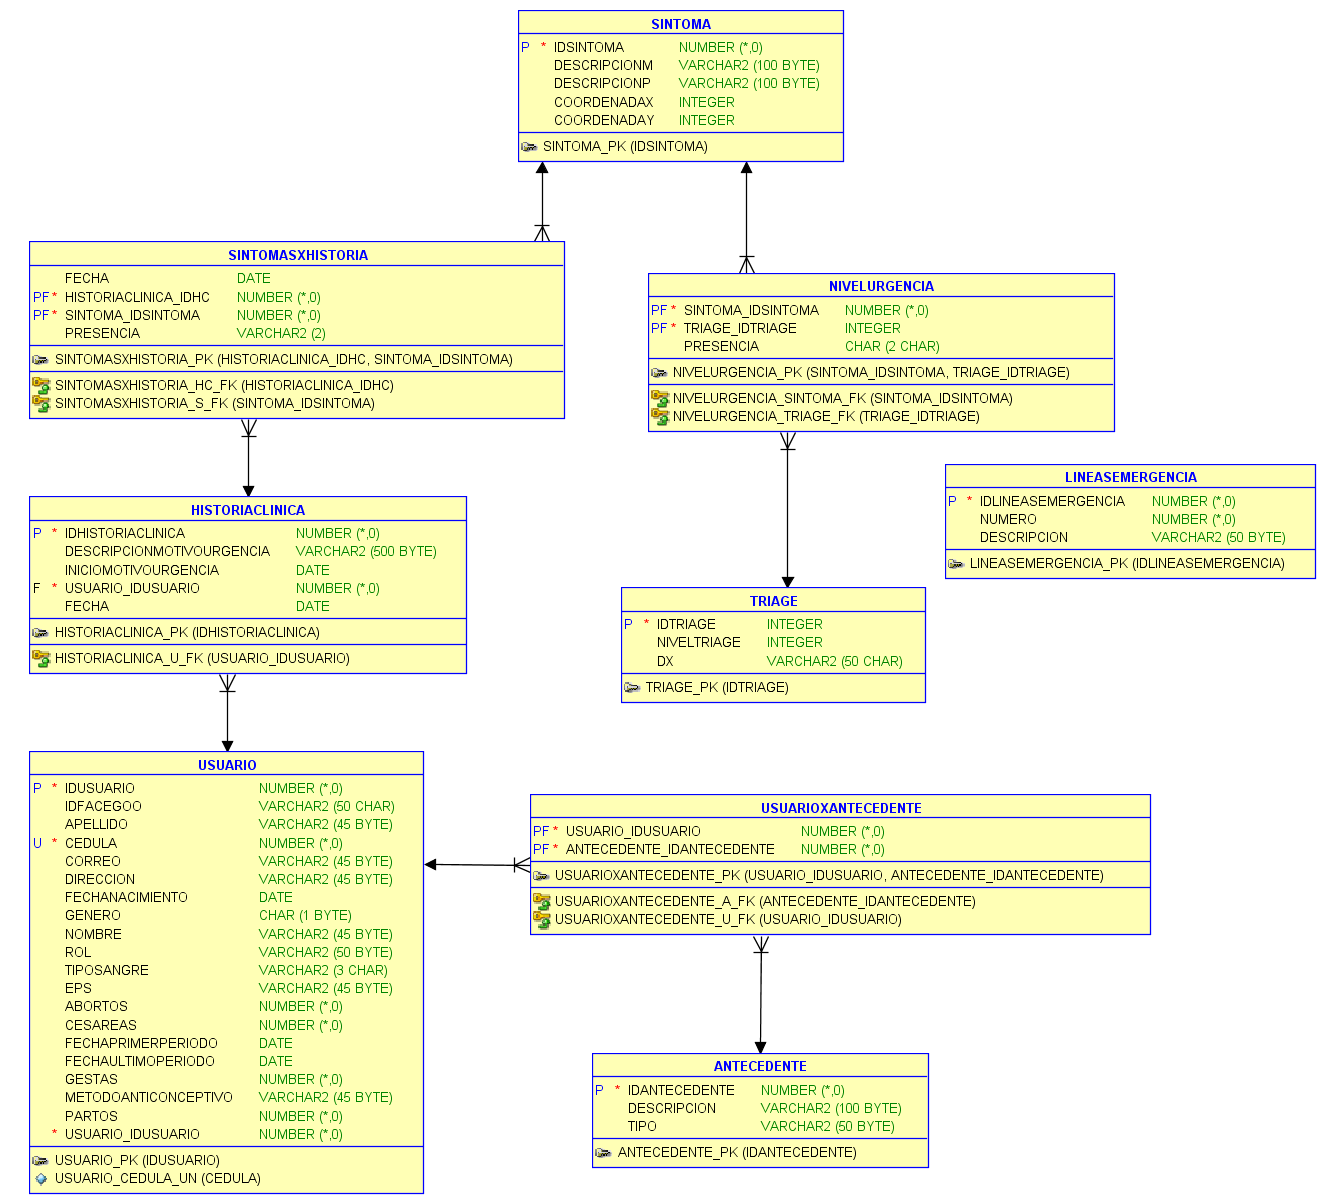 SINTOMA
P * IDSINTOMA NUMBER (*,0)
DESCRIPCIONM VARCHAR2 (100 BYTE)
DESCRIPCIONP VARCHAR2 (100 BYTE)
COORDENADAX INTEGER
COORDENADAY INTEGER
SINTOMA_PK (IDSINTOMA)
SINTOMASXHISTORIA
FECHA DATE
PF * HISTORIACLINICA_IDHC NUMBER (*,0)
PF * SINTOMA_IDSINTOMA NUMBER (*,0)
PRESENCIA VARCHAR2 (2)
SINTOMASXHISTORIA_PK (HISTORIACLINICA_IDHC, SINTOMA_IDSINTOMA)
SINTOMASXHISTORIA_HC_FK (HISTORIACLINICA_IDHC)
SINTOMASXHISTORIA_S_FK (SINTOMA_IDSINTOMA)
NIVELURGENCIA
PF * SINTOMA_IDSINTOMA NUMBER (*,0)
PF * TRIAGE_IDTRIAGE INTEGER
PRESENCIA CHAR (2 CHAR)
NIVELURGENCIA_PK (SINTOMA_IDSINTOMA, TRIAGE_IDTRIAGE)
NIVELURGENCIA_SINTOMA_FK (SINTOMA_IDSINTOMA)
NIVELURGENCIA_TRIAGE_FK (TRIAGE_IDTRIAGE)
LINEASEMERGENCIA
P * IDLINEASEMERGENCIA NUMBER (*,0)
NUMERO NUMBER (*,0)
DESCRIPCION VARCHAR2 (50 BYTE)
LINEASEMERGENCIA_PK (IDLINEASEMERGENCIA)
HISTORIACLINICA
P * IDHISTORIACLINICA NUMBER (*,0)
DESCRIPCIONMOTIVOURGENCIA VARCHAR2 (500 BYTE)
INICIOMOTIVOURGENCIA DATE
F * USUARIO_IDUSUARIO NUMBER (*,0)
FECHA DATE
HISTORIACLINICA_PK (IDHISTORIACLINICA)
HISTORIACLINICA_U_FK (USUARIO_IDUSUARIO)
TRIAGE
P * IDTRIAGE INTEGER
NIVELTRIAGE INTEGER
DX VARCHAR2 (50 CHAR)
TRIAGE_PK (IDTRIAGE)
USUARIO
P * IDUSUARIO NUMBER (*,0)
IDFACEGOO VARCHAR2 (50 CHAR)
APELLIDO VARCHAR2 (45 BYTE)
U * CEDULA NUMBER (*,0)
CORREO VARCHAR2 (45 BYTE)
DIRECCION VARCHAR2 (45 BYTE)
FECHANACIMIENTO DATE
GENERO CHAR (1 BYTE)
NOMBRE VARCHAR2 (45 BYTE)
ROL VARCHAR2 (50 BYTE)
TIPOSANGRE VARCHAR2 (3 CHAR)
EPS VARCHAR2 (45 BYTE)
ABORTOS NUMBER (*,0)
CESAREAS NUMBER (*,0)
FECHAPRIMERPERIODO DATE
FECHAULTIMOPERIODO DATE
GESTAS NUMBER (*,0)
METODOANTICONCEPTIVO VARCHAR2 (45 BYTE)
PARTOS NUMBER (*,0)
* USUARIO_IDUSUARIO NUMBER (*,0)
USUARIO_PK (IDUSUARIO)
USUARIO_CEDULA_UN (CEDULA)
USUARIOXANTECEDENTE
PF * USUARIO_IDUSUARIO NUMBER (*,0)
PF * ANTECEDENTE_IDANTECEDENTE NUMBER (*,0)
USUARIOXANTECEDENTE_PK (USUARIO_IDUSUARIO, ANTECEDENTE_IDANTECEDENTE)
USUARIOXANTECEDENTE_A_FK (ANTECEDENTE_IDANTECEDENTE)
USUARIOXANTECEDENTE_U_FK (USUARIO_IDUSUARIO)
ANTECEDENTE
P * IDANTECEDENTE NUMBER (*,0)
DESCRIPCION VARCHAR2 (100 BYTE)
TIPO VARCHAR2 (50 BYTE)
ANTECEDENTE_PK (IDANTECEDENTE)